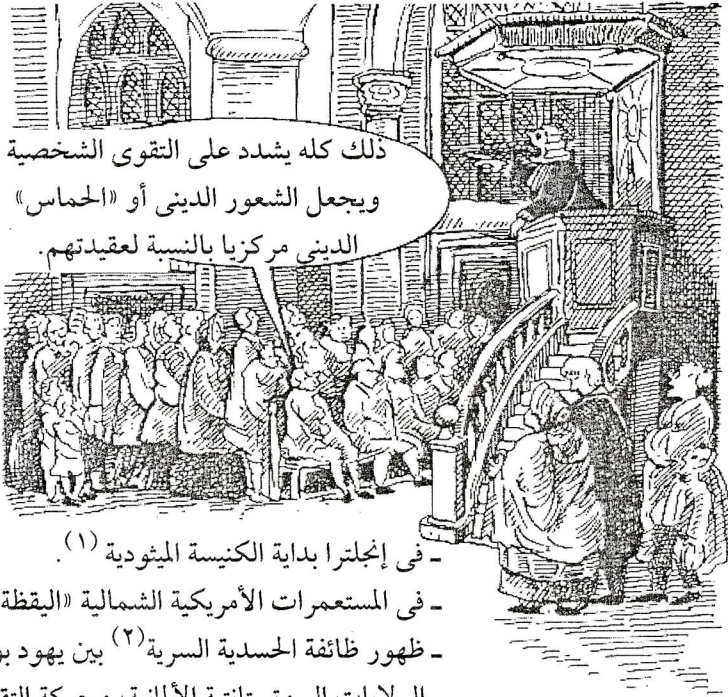 ذلك كله يشدد على التقوى الشخصية
ويجعل الشعور الدينى أو «الحماس»
الدينى مركزيا بالنسبة لعقيدتهم.
ـ فى إنجلترا بداية الكنيسة الميثودية (١).
ـ فى المستعمرات الأمريكية الشمالية «اليقظة
ـ ظهور طائفة الحسدية السرية(٢) بين يهود